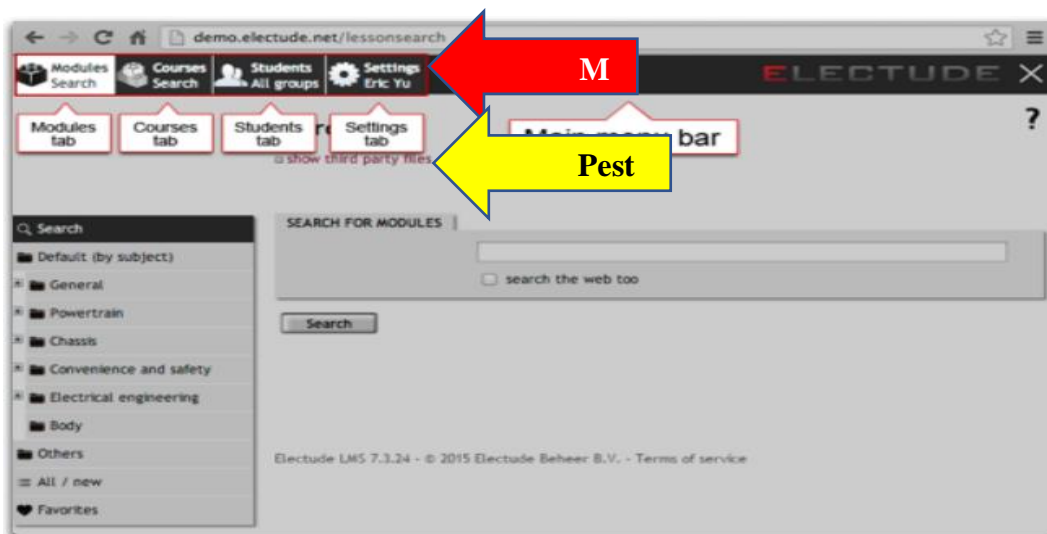 demo.electude.net/lessonsearch
Modules
Search
Courses
Search
Students
All groups
Settings
Eric Yu
M
ELECTUDE
Modules
tab
Courses
tab
Students
tab
Settings
tab
Main menu bar
?
show third party files
Pest
Search
SEARCH FOR MODULES
Default (by subject)
search the web too
General
Powertrain
Search
Chassis
Convenience and safety
Electrical engineering
Body
Others
Electude LMS 7.3.24 - © 2015 Electude Beheer B.V. - Terms of service
All / new
Favorites